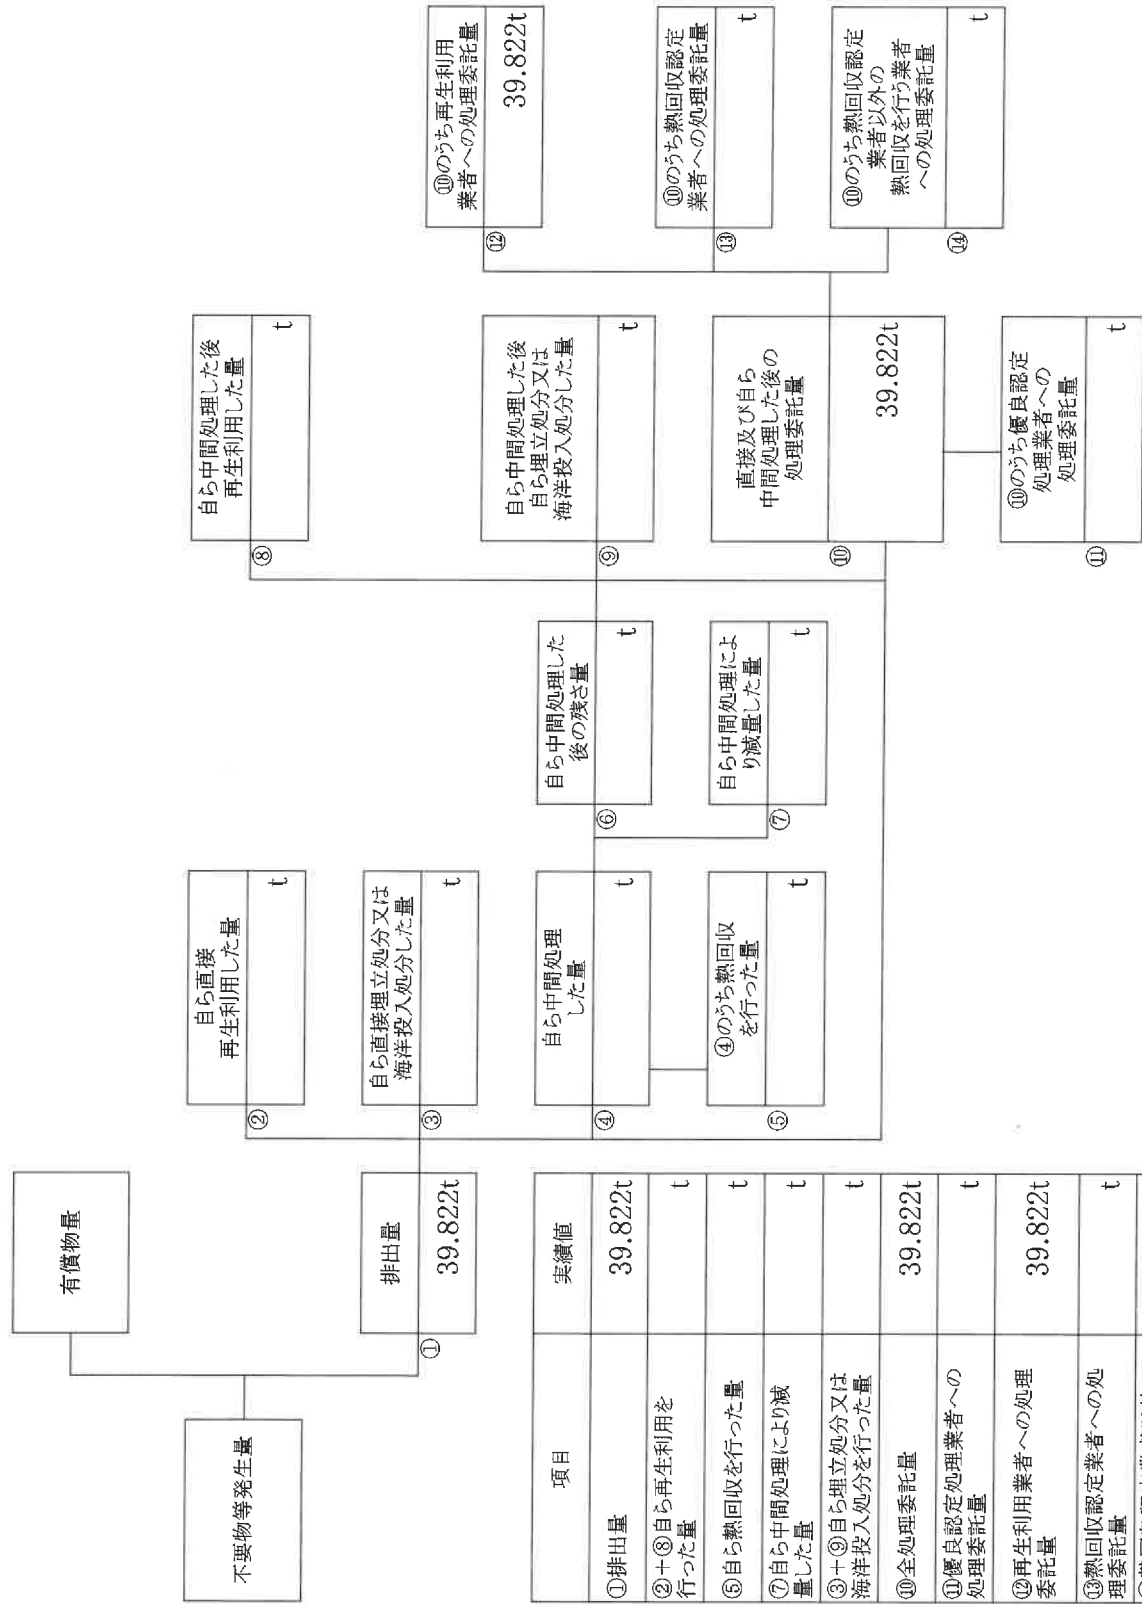 不要物等発生量
有償物量
①
排出量
39.822t
②
自ら直接
再生利用した量
t
③
自ら直接埋立処分又は
海洋投入処分した量
t
④
自ら中間処理
した量
t
⑤
④のうち熱回収
を行った量
t
⑥
自ら中間処理した
後の残さ量
t
⑦
自ら中間処理によ
り減量した量
t
⑧
自ら中間処理した後
再生利用した量
t
⑨
自ら中間処理した後
自ら埋立処分又は
海洋投入処分した量
t
⑩
直接及び自ら
中間処理した後の
処理委託量
39.822t
⑪
⑩のうち優良認定
処理業者への
処理委託量
t
⑫
⑩のうち再生利用
業者への処理委託量
39.822t
⑬
⑩のうち熱回収認定
業者への処理委託量
t
⑭
⑩のうち熱回収認定
業者以外の
熱回収を行う業者
への処理委託量
t
項目 実績値
①排出量 39.822t
②＋⑧自ら再生利用を
行った量 t
⑤自ら熱回収を行った量 t
⑦自ら中間処理により減
量した量 t
③＋⑨自ら埋立処分又は
海洋投入処分を行った量 t
⑩全処理委託量 39.822t
⑪優良認定処理業者への
処理委託量 t
⑫再生利用業者への処理
委託量 39.822t
⑬熱回収認定業者への処
理委託量 t